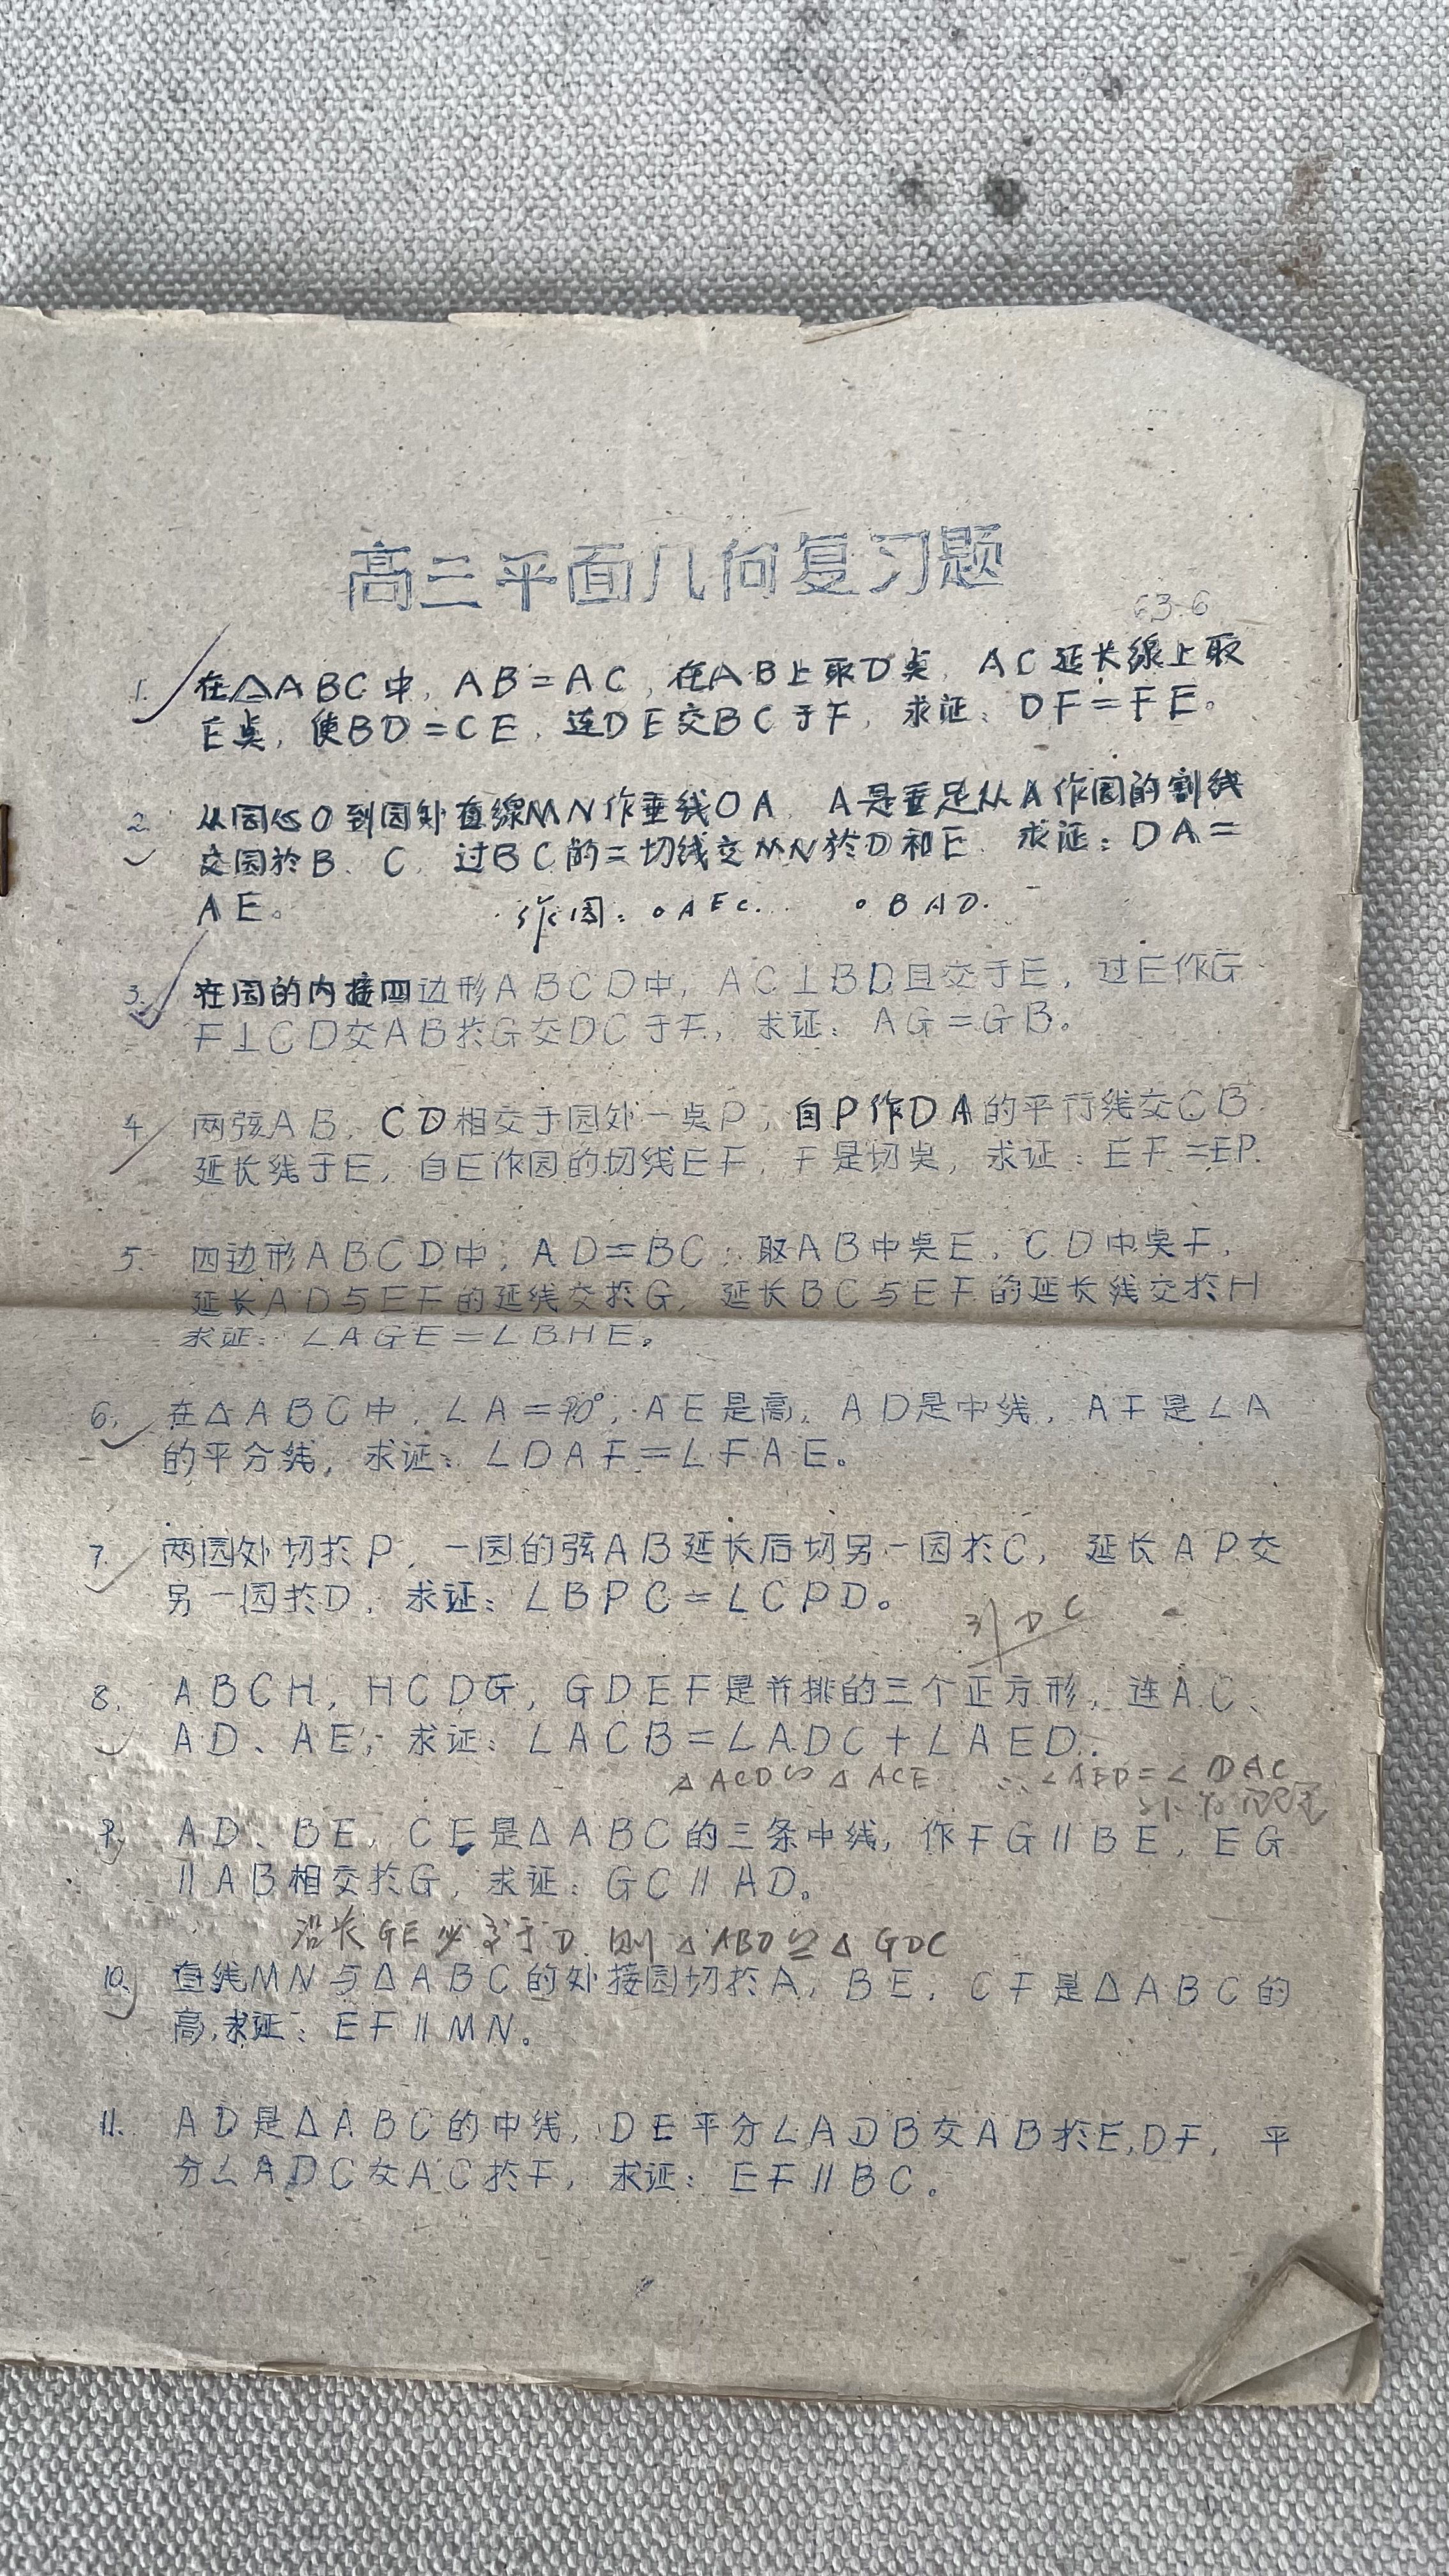 高三平面几何复习题
63.6
1. 在△ABC中, AB=AC, 在AB上取D点, AC延长线上取
E点, 使BD=CE, 连DE交BC于F, 求证: DF=FE。
2. 从园心O到园外直線MN作垂线OA, A是垂足从A作园的割线
交园於B、C, 过BC的二切线交MN於D和E, 求证: DA=
AE。
作园: o AEC. o BAD.
3. 在园的内接四边形ABCD中, AC⊥BD且交于E, 过E作G
F⊥CD交AB於G交DC于F, 求证: AG=GB。
4. 两弦AB, CD相交于园外一点P, 自P作DA的平行线交CB
延长线于E, 自E作园的切线EF, F是切点, 求证: EF=EP.
5. 四边形ABCD中, AD=BC, 取AB中点E, CD中点F,
延长AD与EF的延线交於G, 延长BC与EF的延长线交於H
求证: ∠AGE=∠BHE。
6. 在△ABC中, ∠A=90°, AE是高, AD是中线, AF是∠A
的平分线, 求证: ∠DAF=∠FAE。
7. 两园外切於P, 一园的弦AB延长后切另一园於C, 延长AP交
另一园於D, 求证: ∠BPC=∠CPD。
引DC
8. ABCH, HCDG, GDEF是并排的三个正方形, 连AC、
AD、AE, 求证: ∠ACB=∠ADC+∠AED.
△ACD∽△ACE ∴∠AED=∠DAC
9. AD、BE, CF是△ABC的三条中线, 作FG∥BE, EG
∥AB相交於G, 求证: GC∥AD。
沿长GE必交于D 则△ABD≌△GDC
10. 直线MN与△ABC的外接园切於A, BE, CF是△ABC的
高,求证: EF∥MN。
11. AD是△ABC的中线, DE平分∠ADB交AB於E,DF, 平
分∠ADC交AC於F, 求证: EF∥BC。